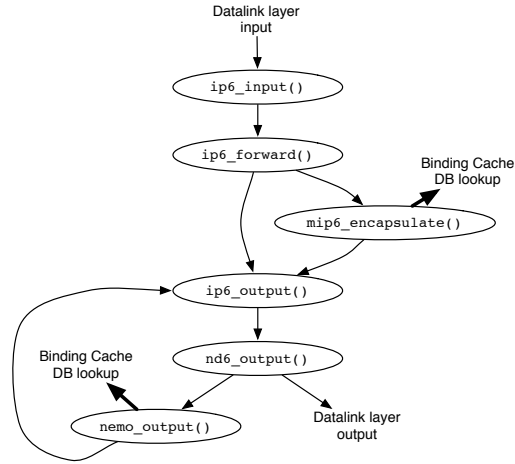 Datalink layer
input
ip6_input()
ip6_forward()
Binding Cache
DB lookup
mip6_encapsulate()
ip6_output()
nd6_output()
Binding Cache
DB lookup
nemo_output()
Datalink layer
output